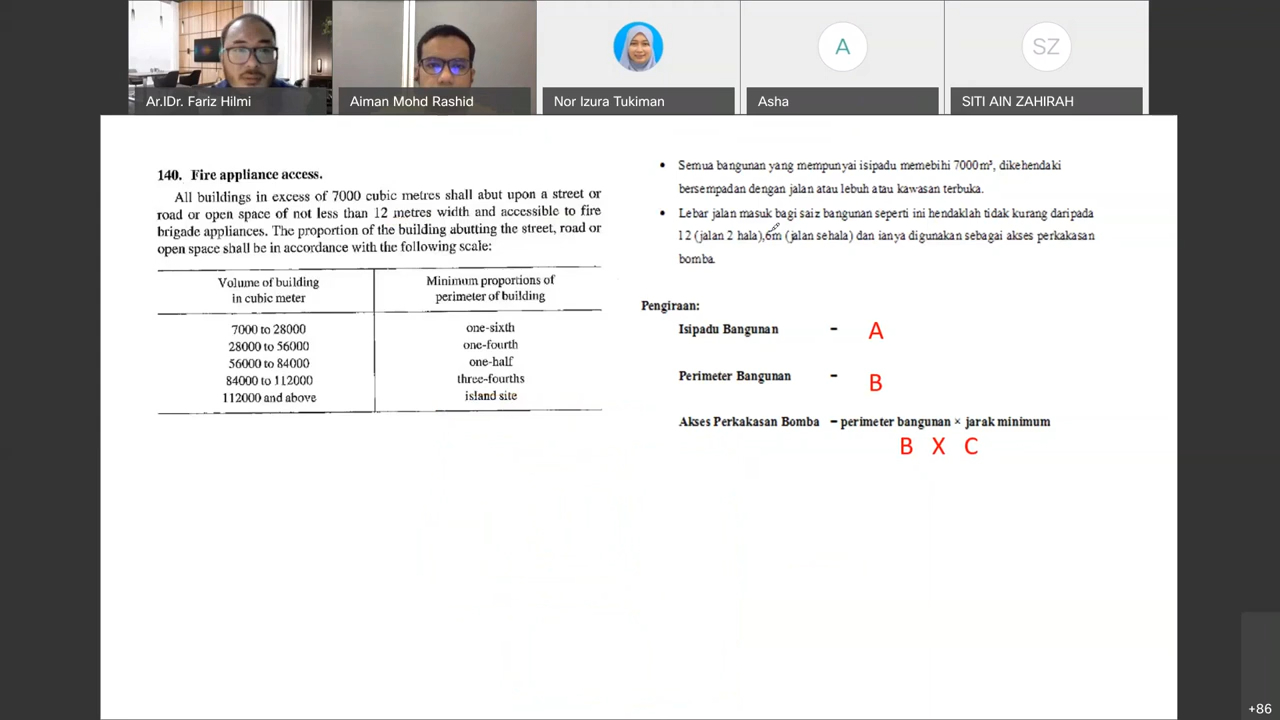 A
SZ
Ar.IDr. Fariz Hilmi
Aiman Mohd Rashid
Nor Izura Tukiman
Asha
SITI AIN ZAHIRAH
140. Fire appliance access.
All buildings in excess of 7000 cubic metres shall abut upon a street or
road or open space of not less than 12 metres width and accessible to fire
brigade appliances. The proportion of the building abutting the street, road or
open space shall be in accordance with the following scale:
Volume of building
in cubic meter
Minimum proportions of
perimeter of building
7000 to 28000 one-sixth
28000 to 56000 one-fourth
56000 to 84000 one-half
84000 to 112000 three-fourths
112000 and above island site
• Semua bangunan yang mempunyai isipadu memebihi 7000m³, dikehendaki
bersempadan dengan jalan atau lebuh atau kawasan terbuka.
• Lebar jalan masuk bagi saiz bangunan seperti ini hendaklah tidak kurang daripada
12 (jalan 2 hala),6m (jalan sehala) dan ianya digunakan sebagai akses perkakasan
bomba.
Pengiraan:
Isipadu Bangunan - A
Perimeter Bangunan - B
Akses Perkakasan Bomba - perimeter bangunan × jarak minimum
B X C
+86